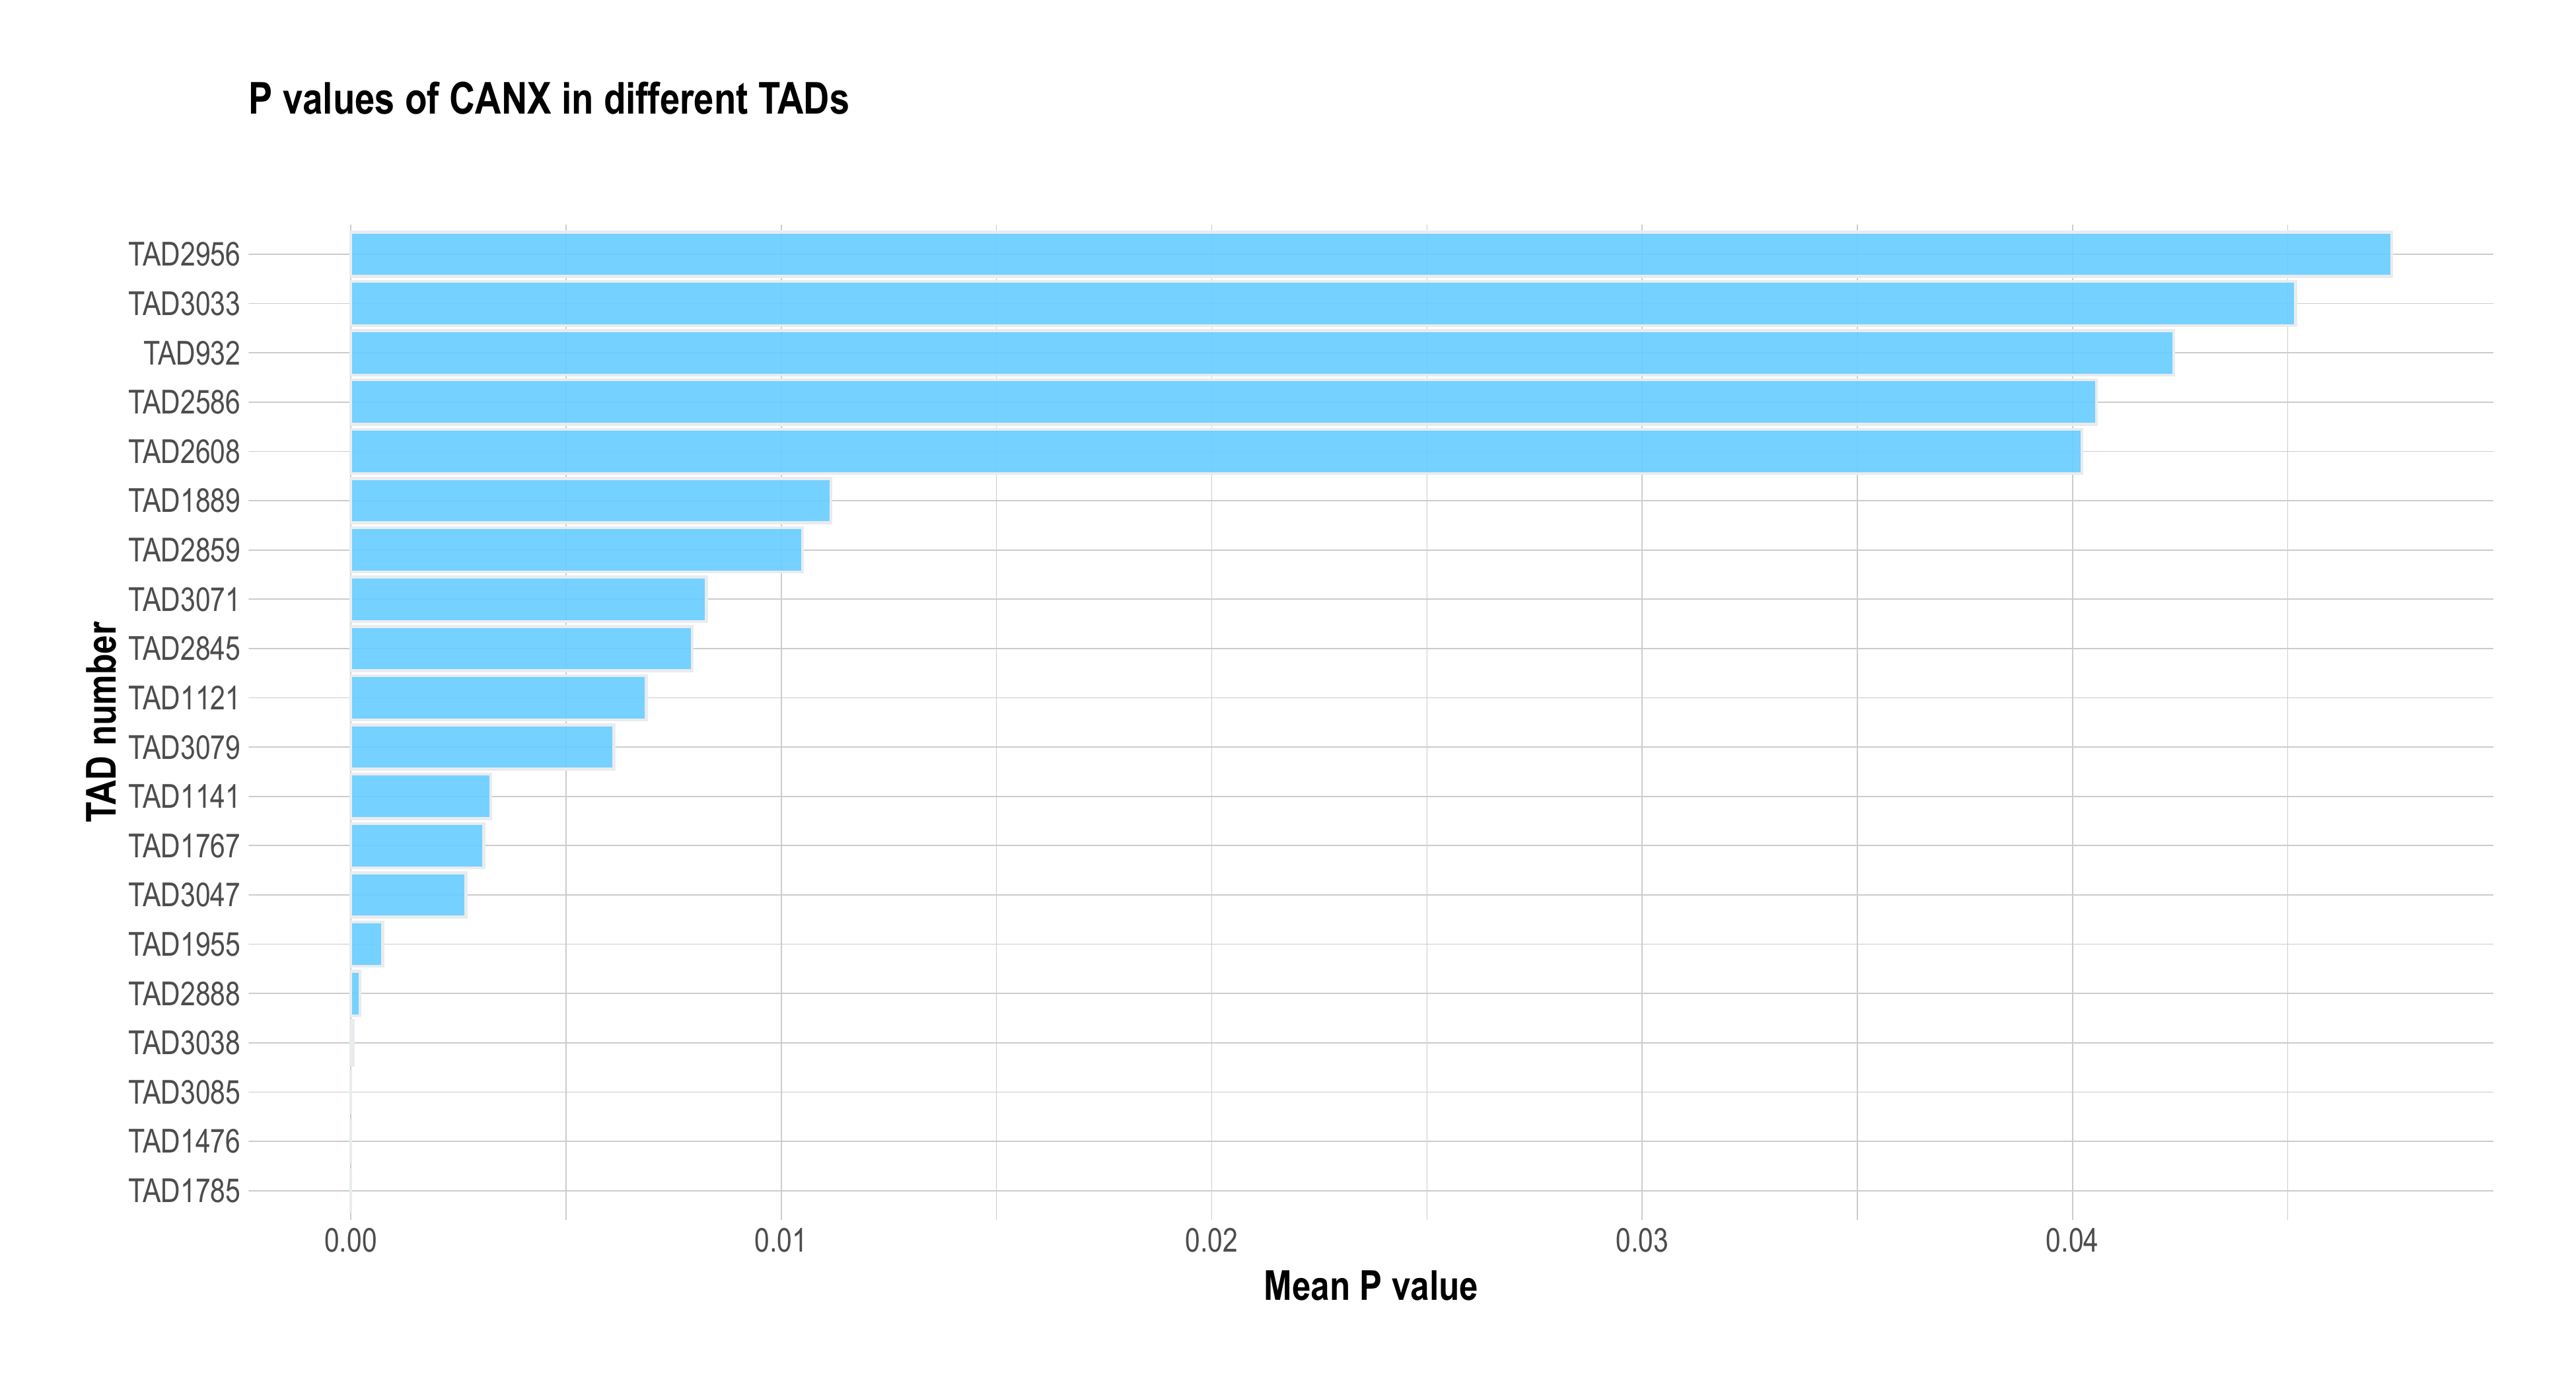 P values of CANX in different TADs
TAD number
TAD2956
TAD3033
TAD932
TAD2586
TAD2608
TAD1889
TAD2859
TAD3071
TAD2845
TAD1121
TAD3079
TAD1141
TAD1767
TAD3047
TAD1955
TAD2888
TAD3038
TAD3085
TAD1476
TAD1785
0.00 0.01 0.02 0.03 0.04
Mean P value